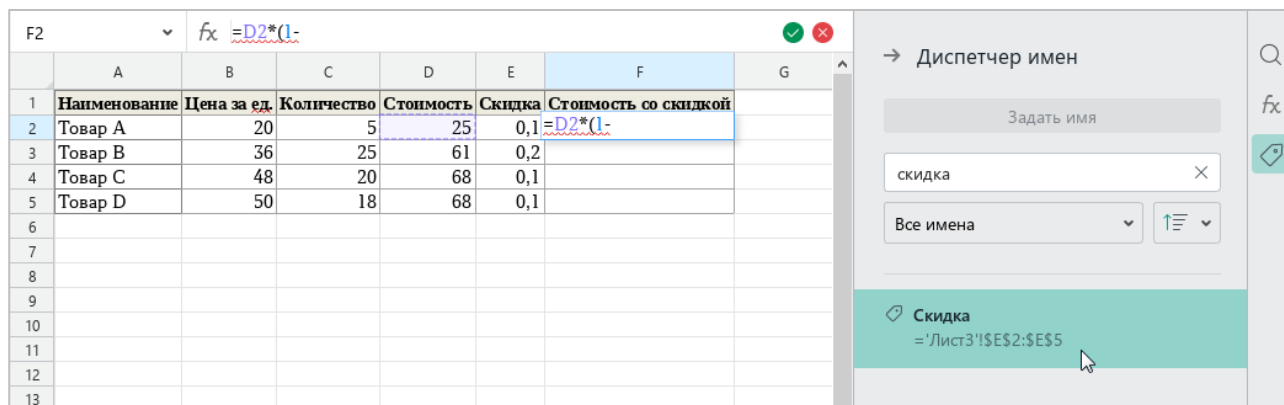 F2 fx =D2*(1-
A B C D E F G
1 Наименование Цена за ед. Количество Стоимость Скидка Стоимость со скидкой
2 Товар A 20 5 25 0,1 =D2*(1-
3 Товар B 36 25 61 0,2
4 Товар C 48 20 68 0,1
5 Товар D 50 18 68 0,1
6
7
8
9
10
11
12
13
Диспетчер имен
Задать имя
скидка
Все имена
Скидка
='Лист3'!$E$2:$E$5
fx